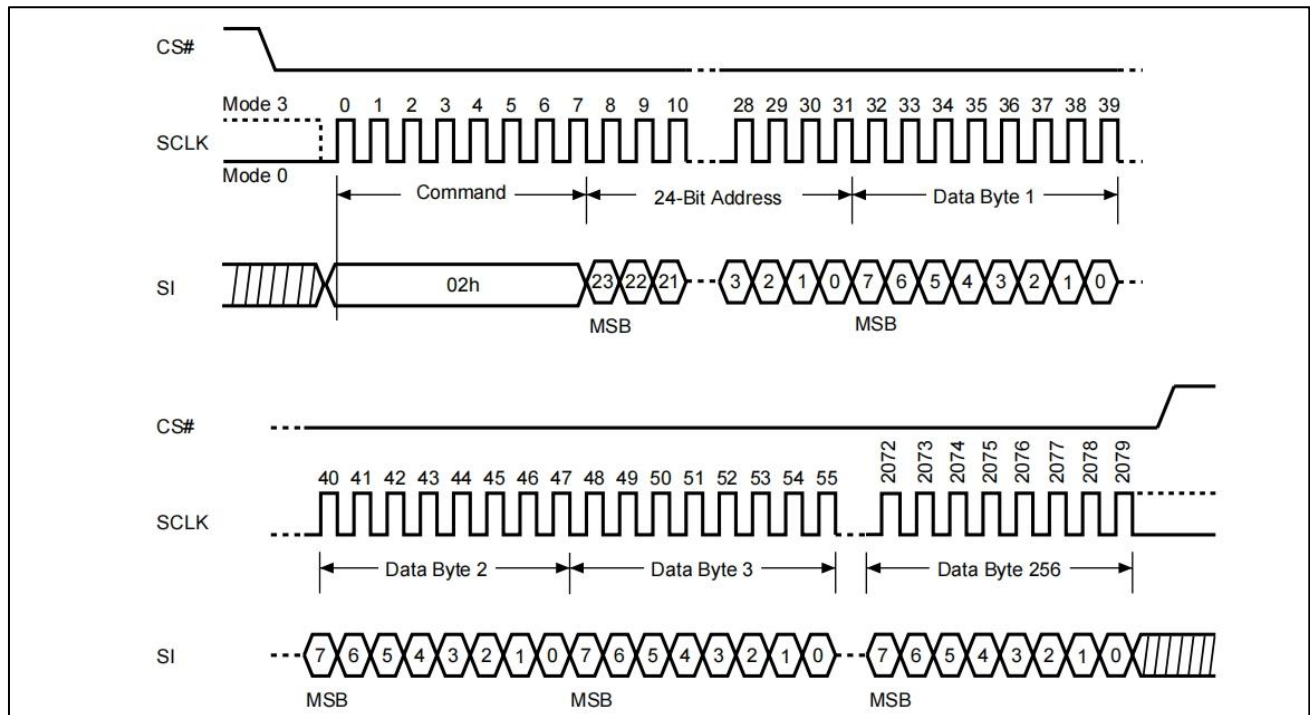 CS#
Mode 3
0 1 2 3 4 5 6 7 8 9 10 28 29 30 31 32 33 34 35 36 37 38 39
SCLK
Mode 0
Command 24-Bit Address Data Byte 1
SI 02h 23 22 21 3 2 1 0 7 6 5 4 3 2 1 0
MSB MSB
CS#
40 41 42 43 44 45 46 47 48 49 50 51 52 53 54 55 2072 2073 2074 2075 2076 2077 2078 2079
SCLK
Data Byte 2 Data Byte 3 Data Byte 256
SI 7 6 5 4 3 2 1 0 7 6 5 4 3 2 1 0 7 6 5 4 3 2 1 0
MSB MSB MSB